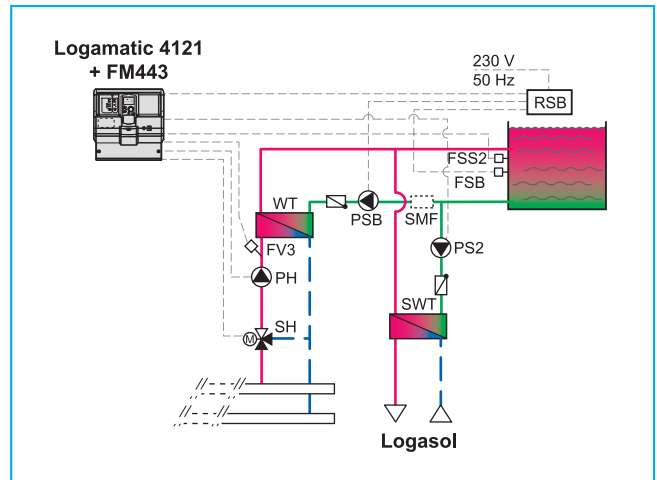 Logamatic 4121
+ FM443
230 V
50 Hz
RSB
FSS2
FSB
WT
PSB
SMF
FV3
PS2
PH
SWT
SH
M
Logasol